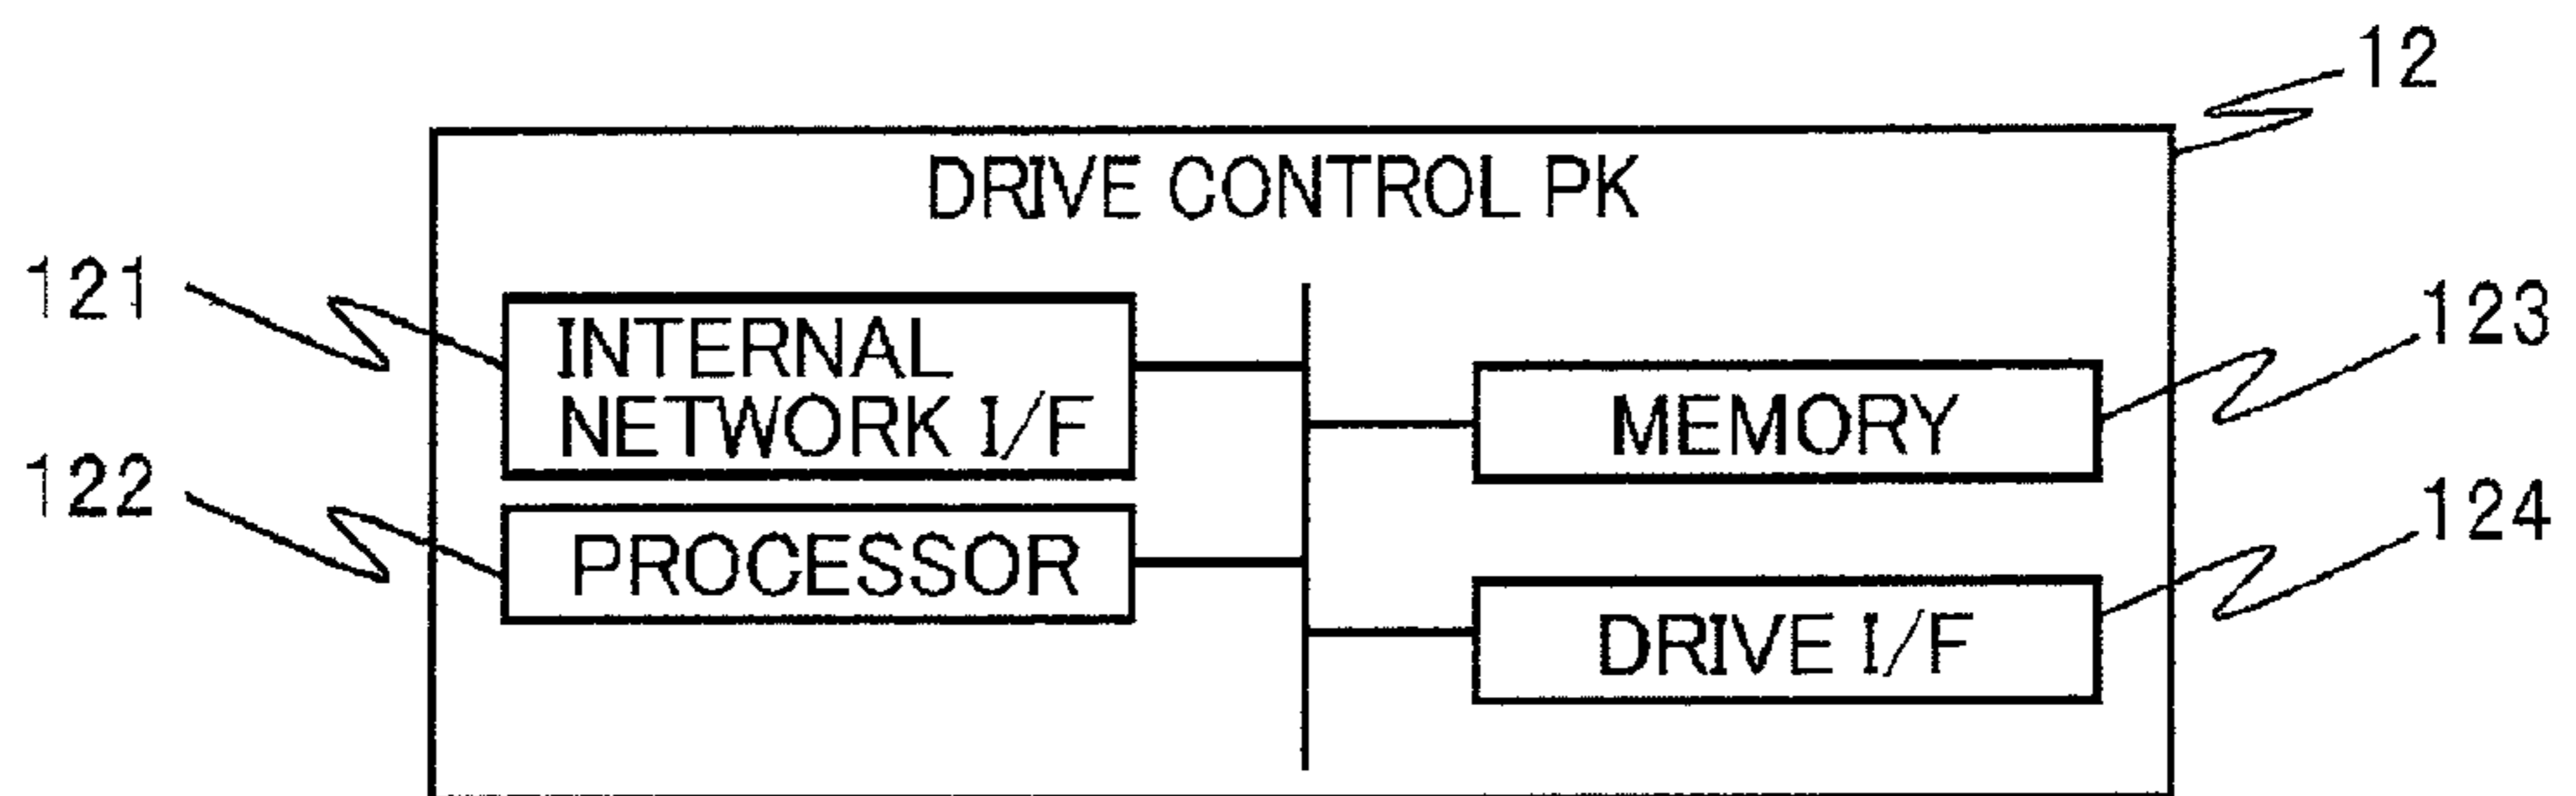 12
DRIVE CONTROL PK
121
INTERNAL
NETWORK I/F
123
MEMORY
122
PROCESSOR
124
DRIVE I/F